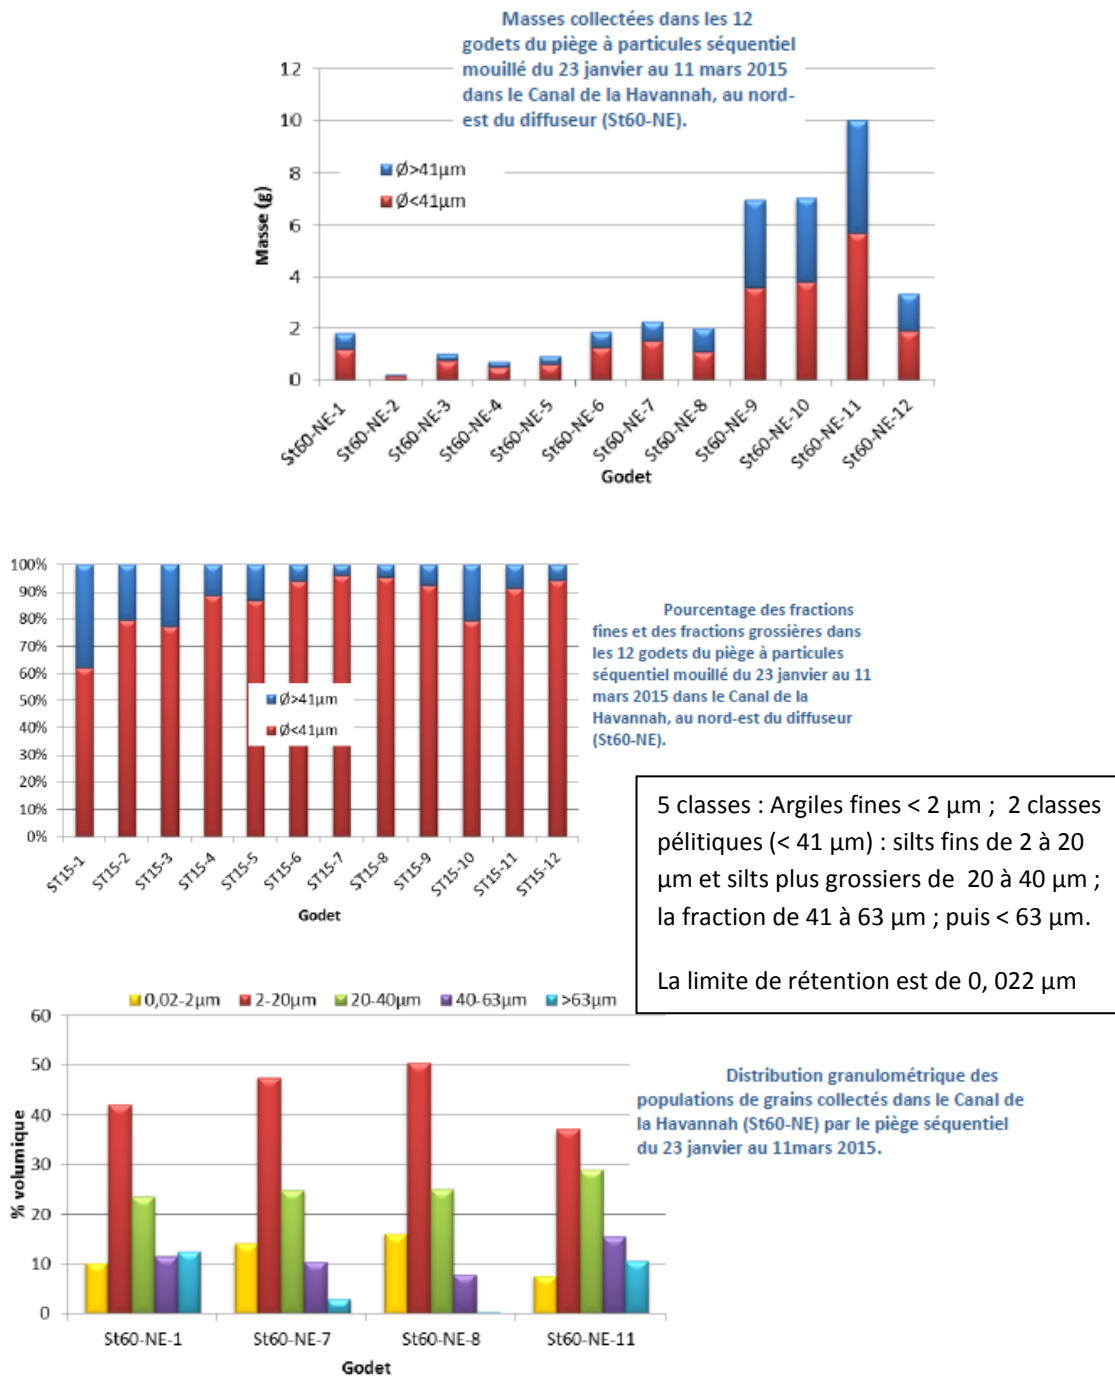 Masses collectées dans les 12
godets du piège à particules séquentiel
mouillé du 23 janvier au 11 mars 2015
dans le Canal de la Havannah, au nord-
est du diffuseur (St60-NE).
12
10
8
6
4
2
0
Masse (g)
Ø>41µm
Ø<41µm
St60-NE-1
St60-NE-2
St60-NE-3
St60-NE-4
St60-NE-5
St60-NE-6
St60-NE-7
St60-NE-8
St60-NE-9
St60-NE-10
St60-NE-11
St60-NE-12
Godet
100%
90%
80%
70%
60%
50%
40%
30%
20%
10%
0%
Ø>41µm
Ø<41µm
ST15-1
ST15-2
ST15-3
ST15-4
ST15-5
ST15-6
ST15-7
ST15-8
ST15-9
ST15-10
ST15-11
ST15-12
Godet
Pourcentage des fractions
fines et des fractions grossières dans
les 12 godets du piège à particules
séquentiel mouillé du 23 janvier au 11
mars 2015 dans le Canal de la
Havannah, au nord-est du diffuseur
(St60-NE).
5 classes : Argiles fines < 2 µm ; 2 classes
pélitiques (< 41 µm) : silts fins de 2 à 20
µm et silts plus grossiers de 20 à 40 µm ;
la fraction de 41 à 63 µm ; puis < 63 µm.
La limite de rétention est de 0, 022 µm
0,02-2µm 2-20µm 20-40µm 40-63µm >63µm
60
50
40
30
20
10
0
% volumique
St60-NE-1
St60-NE-7
St60-NE-8
St60-NE-11
Godet
Distribution granulométrique des
populations de grains collectés dans le Canal de
la Havannah (St60-NE) par le piège séquentiel
du 23 janvier au 11mars 2015.